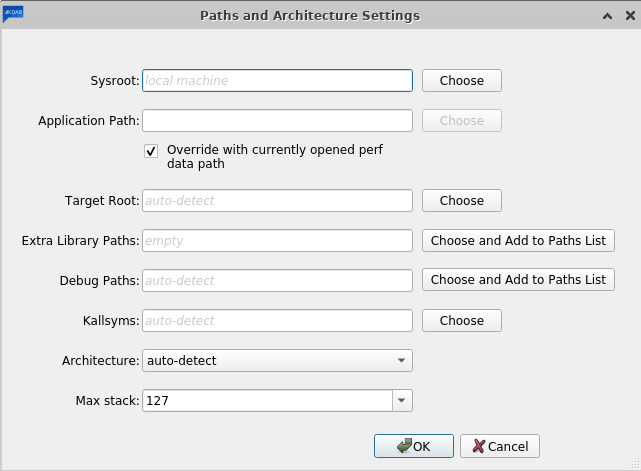 KDAB
Paths and Architecture Settings
Sysroot: local machine Choose
Application Path: Choose
Override with currently opened perf
data path
Target Root: auto-detect Choose
Extra Library Paths: empty Choose and Add to Paths List
Debug Paths: auto-detect Choose and Add to Paths List
Kallsyms: auto-detect Choose
Architecture: auto-detect
Max stack: 127
OK Cancel